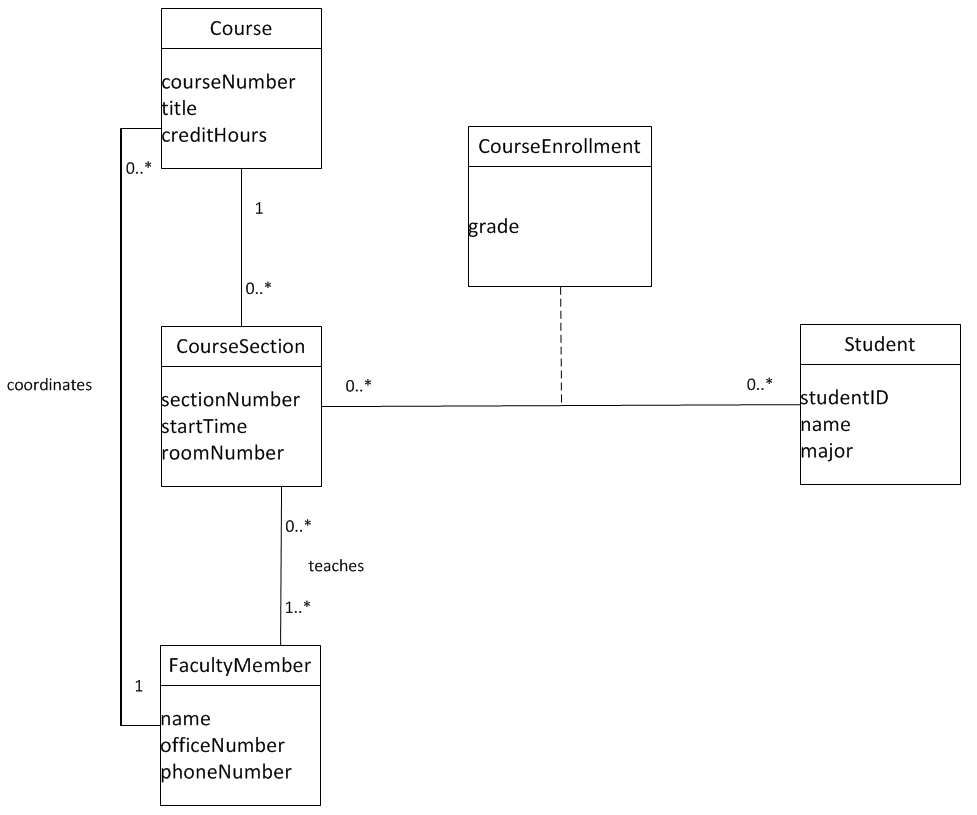 Course
courseNumber
title
creditHours
0..*
1
0..*
CourseEnrollment
grade
CourseSection
sectionNumber
startTime
roomNumber
coordinates
0..*
0..*
Student
studentID
name
major
0..*
teaches
1..*
FacultyMember
1
name
officeNumber
phoneNumber